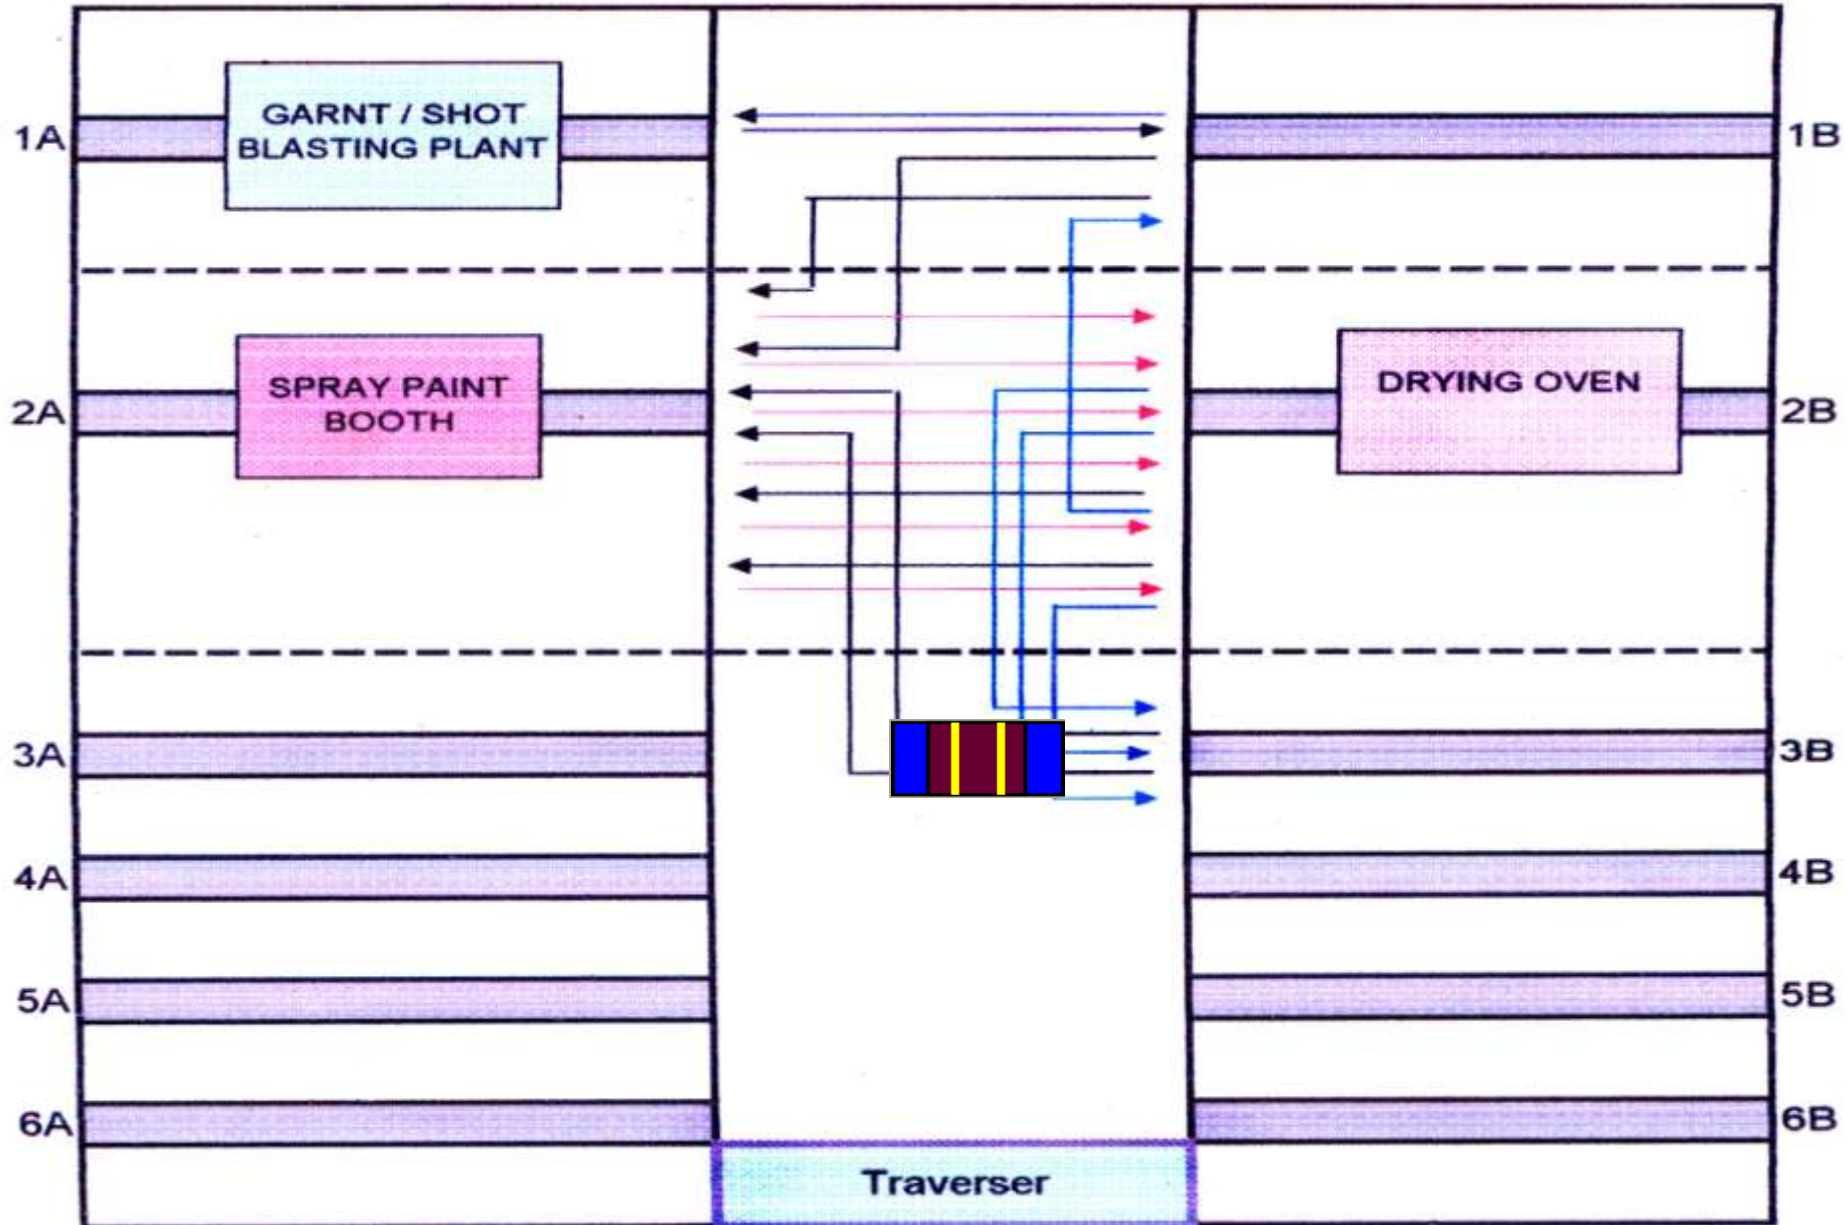 GARNT / SHOT
BLASTING PLANT
1A
1B
SPRAY PAINT
BOOTH
DRYING OVEN
2A
2B
3A
3B
4A
4B
5A
5B
6A
6B
Traverser